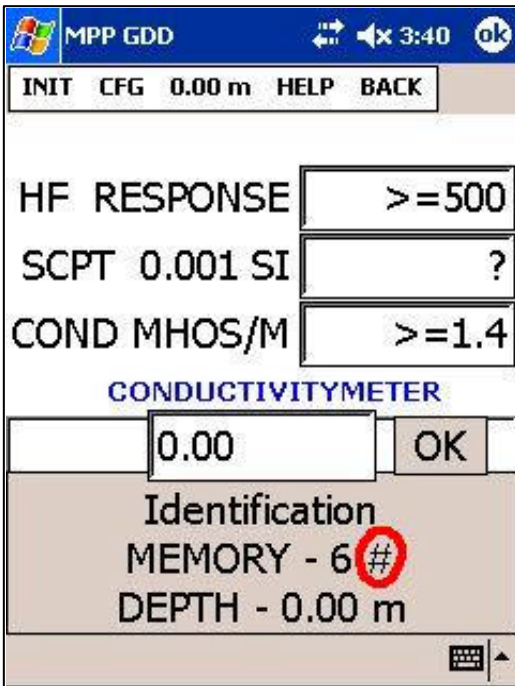 MPP GDD 3:40 ok
INIT CFG 0.00 m HELP BACK
HF RESPONSE >=500
SCPT 0.001 SI ?
COND MHOS/M >=1.4
CONDUCTIVITYMETER
0.00 OK
Identification
MEMORY - 6 #
DEPTH - 0.00 m